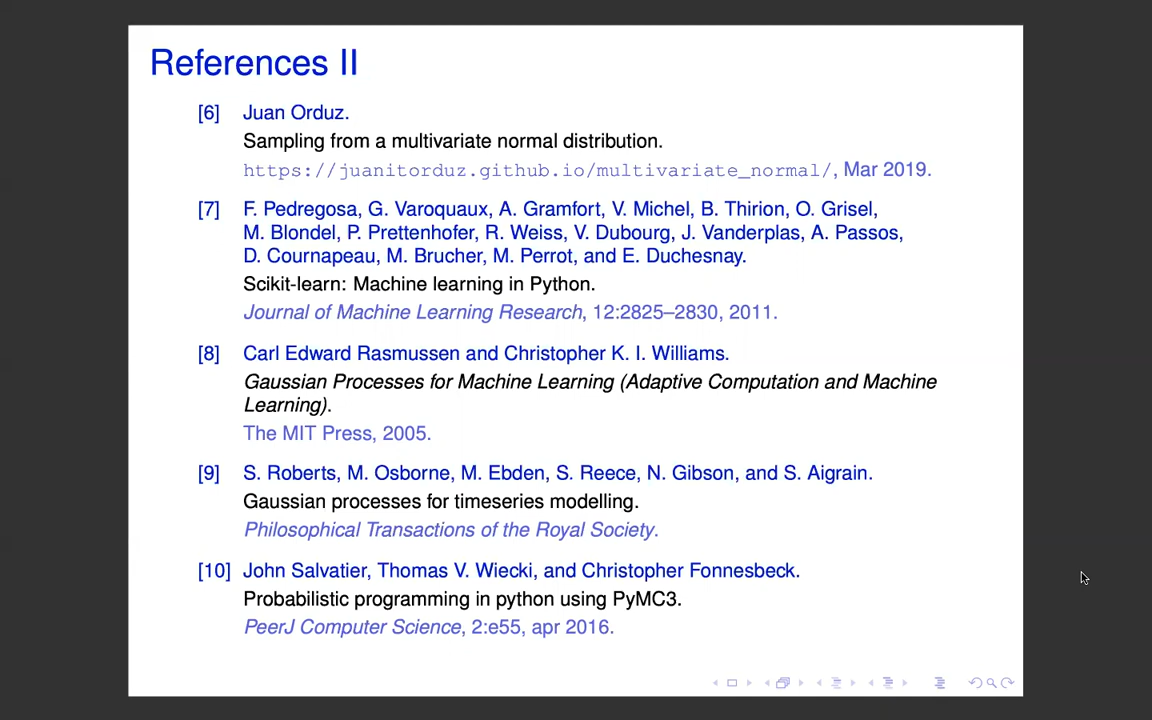 References II
[6] Juan Orduz.
Sampling from a multivariate normal distribution.
https://juanitorduz.github.io/multivariate_normal/, Mar 2019.
[7] F. Pedregosa, G. Varoquaux, A. Gramfort, V. Michel, B. Thirion, O. Grisel,
M. Blondel, P. Prettenhofer, R. Weiss, V. Dubourg, J. Vanderplas, A. Passos,
D. Cournapeau, M. Brucher, M. Perrot, and E. Duchesnay.
Scikit-learn: Machine learning in Python.
Journal of Machine Learning Research, 12:2825–2830, 2011.
[8] Carl Edward Rasmussen and Christopher K. I. Williams.
Gaussian Processes for Machine Learning (Adaptive Computation and Machine
Learning).
The MIT Press, 2005.
[9] S. Roberts, M. Osborne, M. Ebden, S. Reece, N. Gibson, and S. Aigrain.
Gaussian processes for timeseries modelling.
Philosophical Transactions of the Royal Society.
[10] John Salvatier, Thomas V. Wiecki, and Christopher Fonnesbeck.
Probabilistic programming in python using PyMC3.
PeerJ Computer Science, 2:e55, apr 2016.